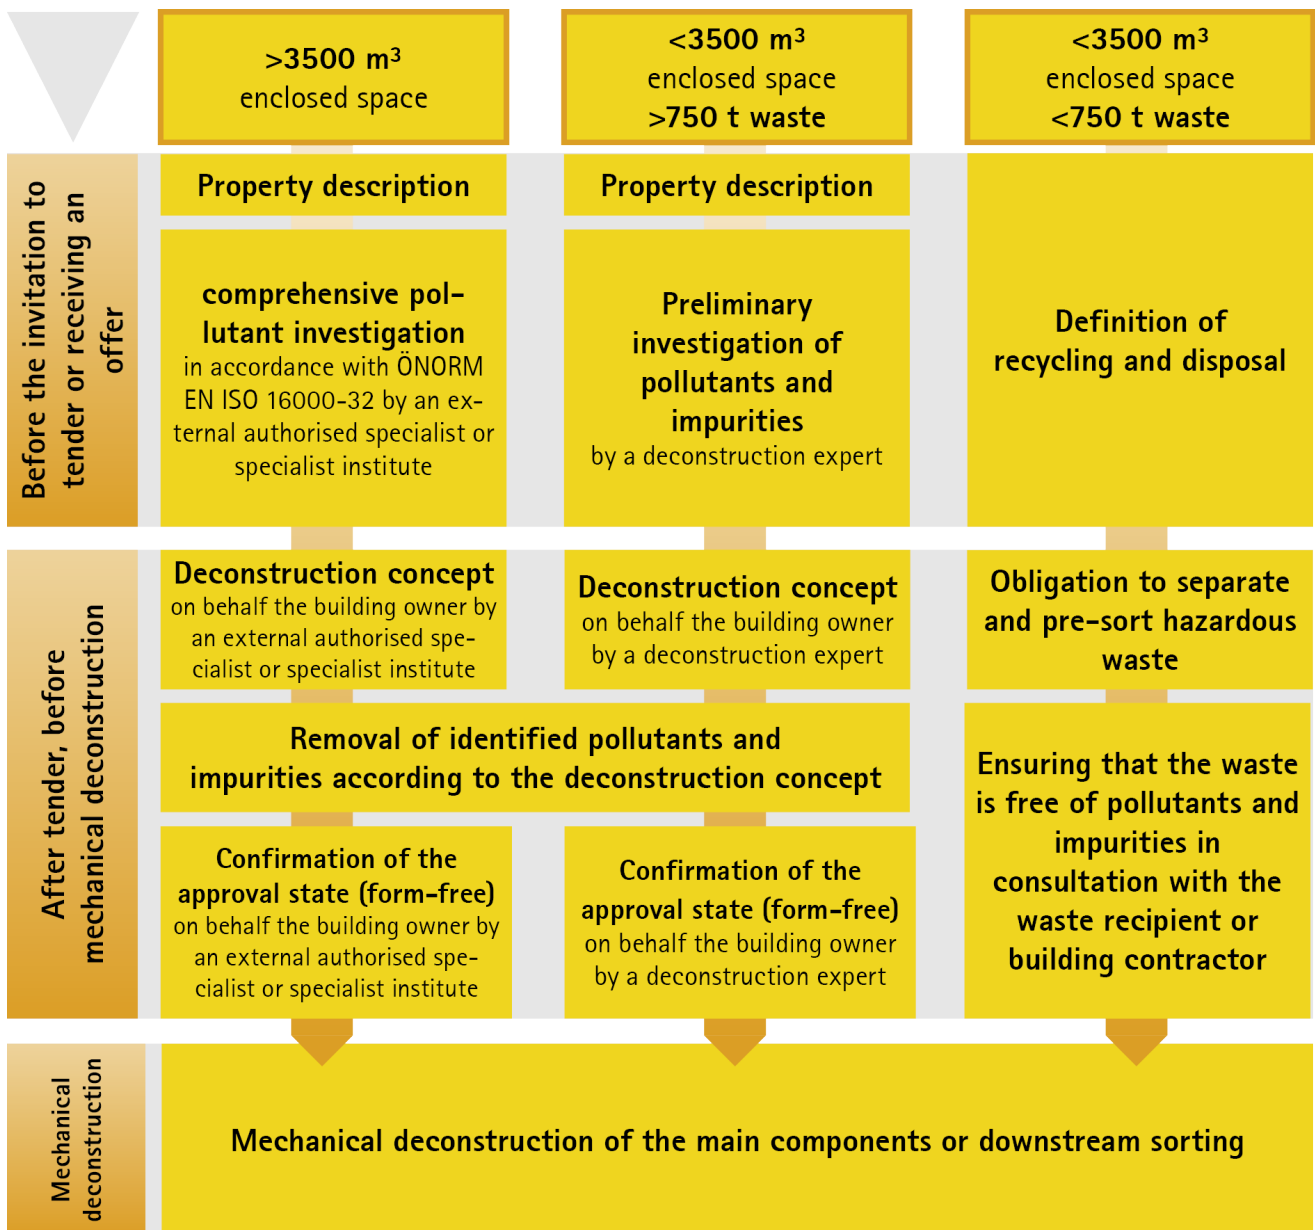 >3500 m³
enclosed space
<3500 m³
enclosed space
>750 t waste
<3500 m³
enclosed space
<750 t waste
Before the invitation to
tender or receiving an
offer
Property description
comprehensive pol-
lutant investigation
in accordance with ÖNORM
EN ISO 16000-32 by an ex-
ternal authorised specialist or
specialist institute
Property description
Preliminary
investigation of
pollutants and
impurities
by a deconstruction expert
Definition of
recycling and disposal
After tender, before
mechanical deconstruction
Deconstruction concept
on behalf the building owner by
an external authorised spe-
cialist or specialist institute
Deconstruction concept
on behalf the building owner
by a deconstruction expert
Obligation to separate
and pre-sort hazardous
waste
Removal of identified pollutants and
impurities according to the deconstruction concept
Confirmation of the
approval state (form-free)
on behalf the building owner by
an external authorised spe-
cialist or specialist institute
Confirmation of the
approval state (form-free)
on behalf the building owner
by a deconstruction expert
Ensuring that the waste
is free of pollutants and
impurities in
consultation with the
waste recipient or
building contractor
Mechanical
deconstruction
Mechanical deconstruction of the main components or downstream sorting